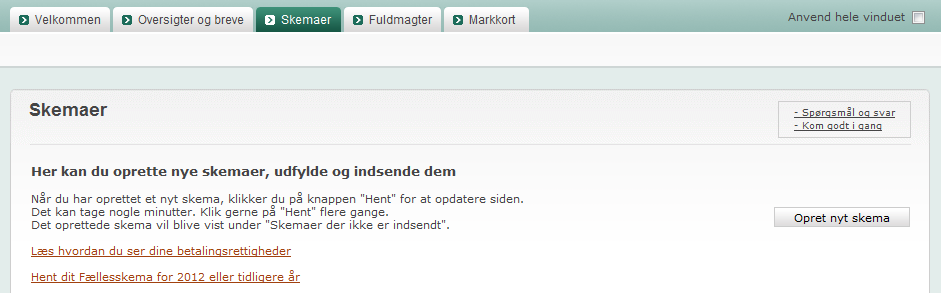 Velkommen
Oversigter og breve
Skemaer
Fuldmagter
Markkort
Anvend hele vinduet
Skemaer
- Spørgsmål og svar
- Kom godt i gang
Her kan du oprette nye skemaer, udfylde og indsende dem
Når du har oprettet et nyt skema, klikker du på knappen "Hent" for at opdatere siden.
Det kan tage nogle minutter. Klik gerne på "Hent" flere gange.
Det oprettede skema vil blive vist under "Skemaer der ikke er indsendt".
Opret nyt skema
Læs hvordan du ser dine betalingsrettigheder
Hent dit Fællesskema for 2012 eller tidligere år